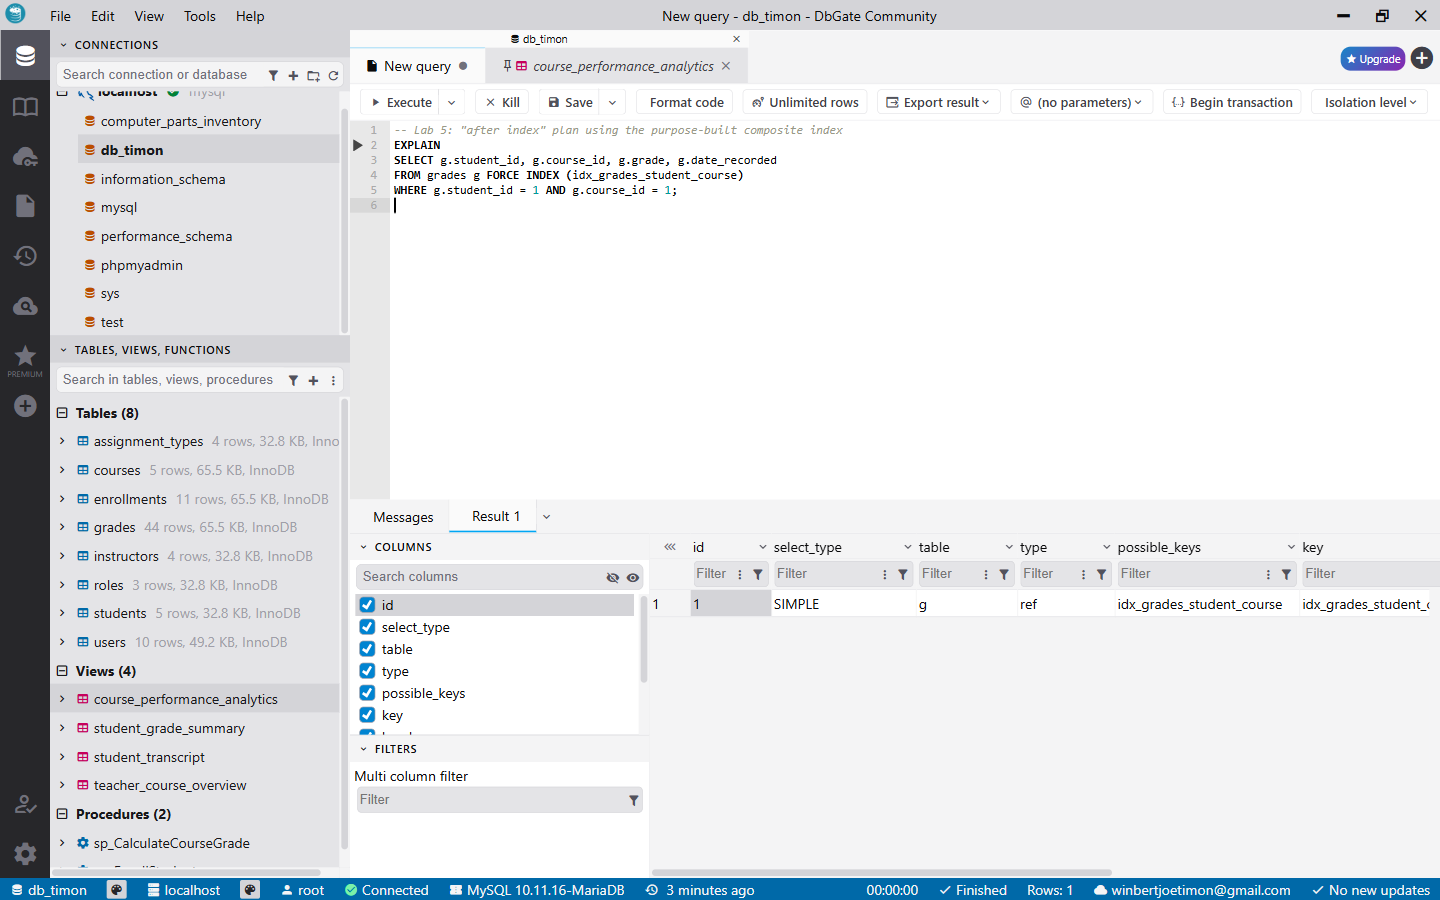 File Edit View Tools Help
New query - db_timon - DbGate Community
CONNECTIONS
Search connection or database
localhost mysql
computer_parts_inventory
db_timon
information_schema
mysql
performance_schema
phpmyadmin
sys
test
TABLES, VIEWS, FUNCTIONS
Search in tables, views, procedures
Tables (8)
assignment_types 4 rows, 32.8 KB, Inno
courses 5 rows, 65.5 KB, InnoDB
enrollments 11 rows, 65.5 KB, InnoDB
grades 44 rows, 65.5 KB, InnoDB
instructors 4 rows, 32.8 KB, InnoDB
roles 3 rows, 32.8 KB, InnoDB
students 5 rows, 32.8 KB, InnoDB
users 10 rows, 49.2 KB, InnoDB
Views (4)
course_performance_analytics
student_grade_summary
student_transcript
teacher_course_overview
Procedures (2)
sp_CalculateCourseGrade
PREMIUM
db_timon
New query
course_performance_analytics
Upgrade
Execute Kill Save Format code Unlimited rows Export result (no parameters) Begin transaction Isolation level
1 -- Lab 5: "after index" plan using the purpose-built composite index
2 EXPLAIN
3 SELECT g.student_id, g.course_id, g.grade, g.date_recorded
4 FROM grades g FORCE INDEX (idx_grades_student_course)
5 WHERE g.student_id = 1 AND g.course_id = 1;
6
Messages Result 1
COLUMNS
Search columns
id
select_type
table
type
possible_keys
key
FILTERS
Multi column filter
Filter
id select_type table type possible_keys key
Filter Filter Filter Filter Filter Filter
1 1 SIMPLE g ref idx_grades_student_course idx_grades_student_c
db_timon localhost root Connected MySQL 10.11.16-MariaDB 3 minutes ago 00:00:00 Finished Rows: 1 winbertjoetimon@gmail.com No new updates